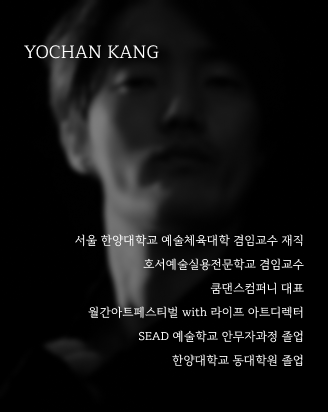 YOCHAN KANG
서울 한양대학교 예술체육대학 겸임교수 재직
호서예술실용전문학교 겸임교수
쿰댄스컴퍼니 대표
월간아트페스티벌 with 라이프 아트디렉터
SEAD 예술학교 안무자과정 졸업
한양대학교 동대학원 졸업